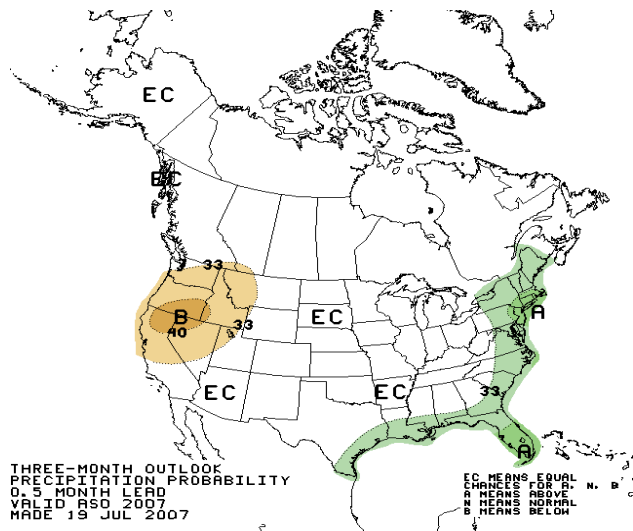 EC
EC
33
B
40
33
EC
A
EC
EC
33
A
THREE-MONTH OUTLOOK
PRECIPITATION PROBABILITY
0.5 MONTH LEAD
VALID ASO 2007
MADE 19 JUL 2007
EC MEANS EQUAL
CHANCES FOR A, N, B
A MEANS ABOVE
N MEANS NORMAL
B MEANS BELOW